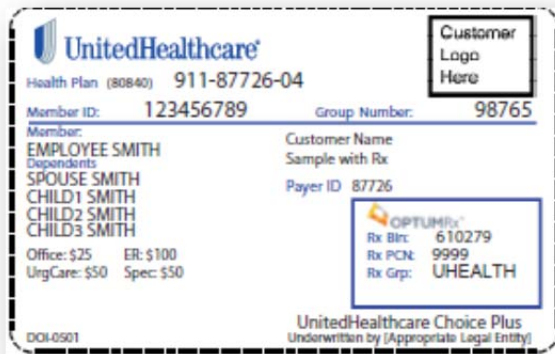 UnitedHealthcare®
Customer
Logo
Here
Health Plan (80840) 911-87726-04
Member ID: 123456789 Group Number: 98765
Member:
EMPLOYEE SMITH
Dependents
SPOUSE SMITH
CHILD1 SMITH
CHILD2 SMITH
CHILD3 SMITH
Customer Name
Sample with Rx
Payer ID 87726
OPTUMRx™
Rx Bin: 610279
Rx PCN: 9999
Rx Grp: UHEALTH
Office: $25 ER: $100
UrgCare: $50 Spec: $50
UnitedHealthcare Choice Plus
DOI-0501 Underwritten by [Appropriate Legal Entity]